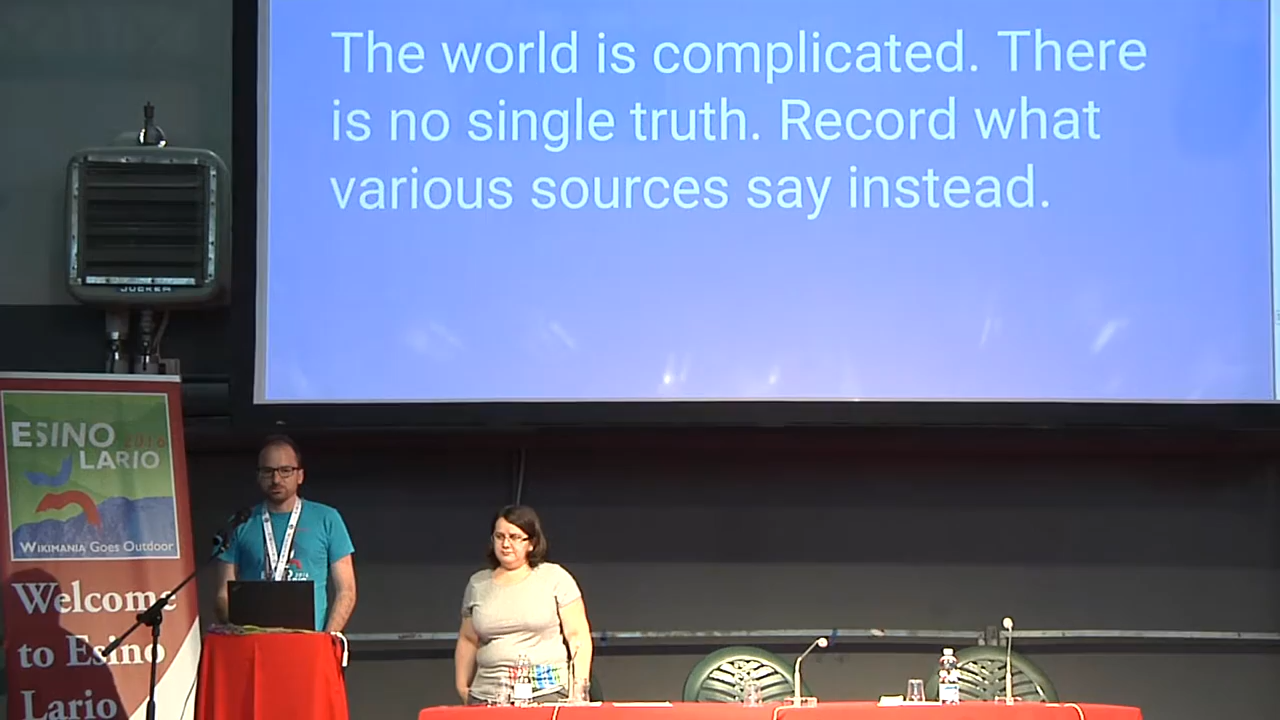 The world is complicated. There
is no single truth. Record what
various sources say instead.
JUCKER
ESINO 2016
LARIO
WIKIMANIA GOES OUTDOOR
Welcome
to Esino
Lario